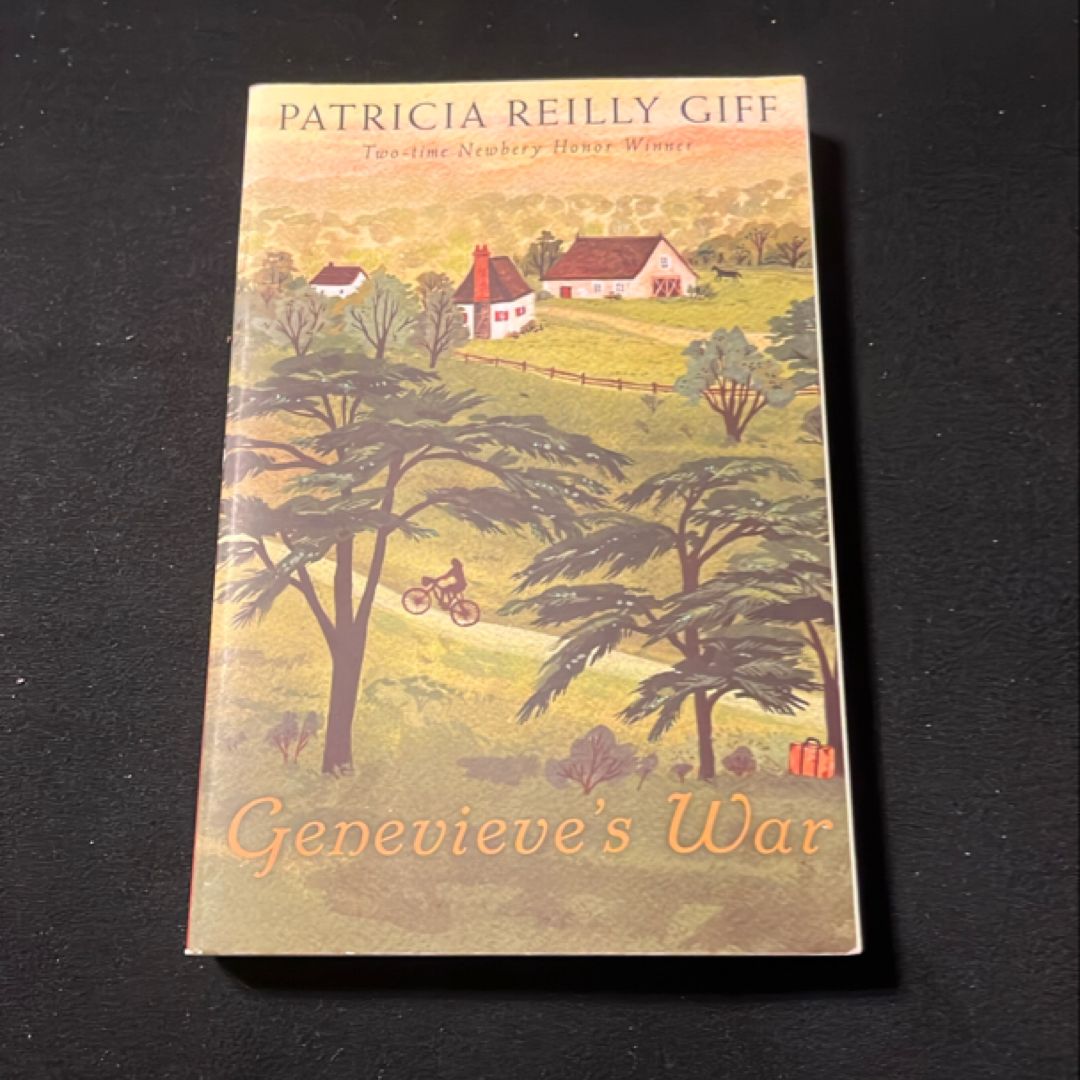 PATRICIA REILLY GIFF
Two-time Newbery Honor Winner
Genevieve's War